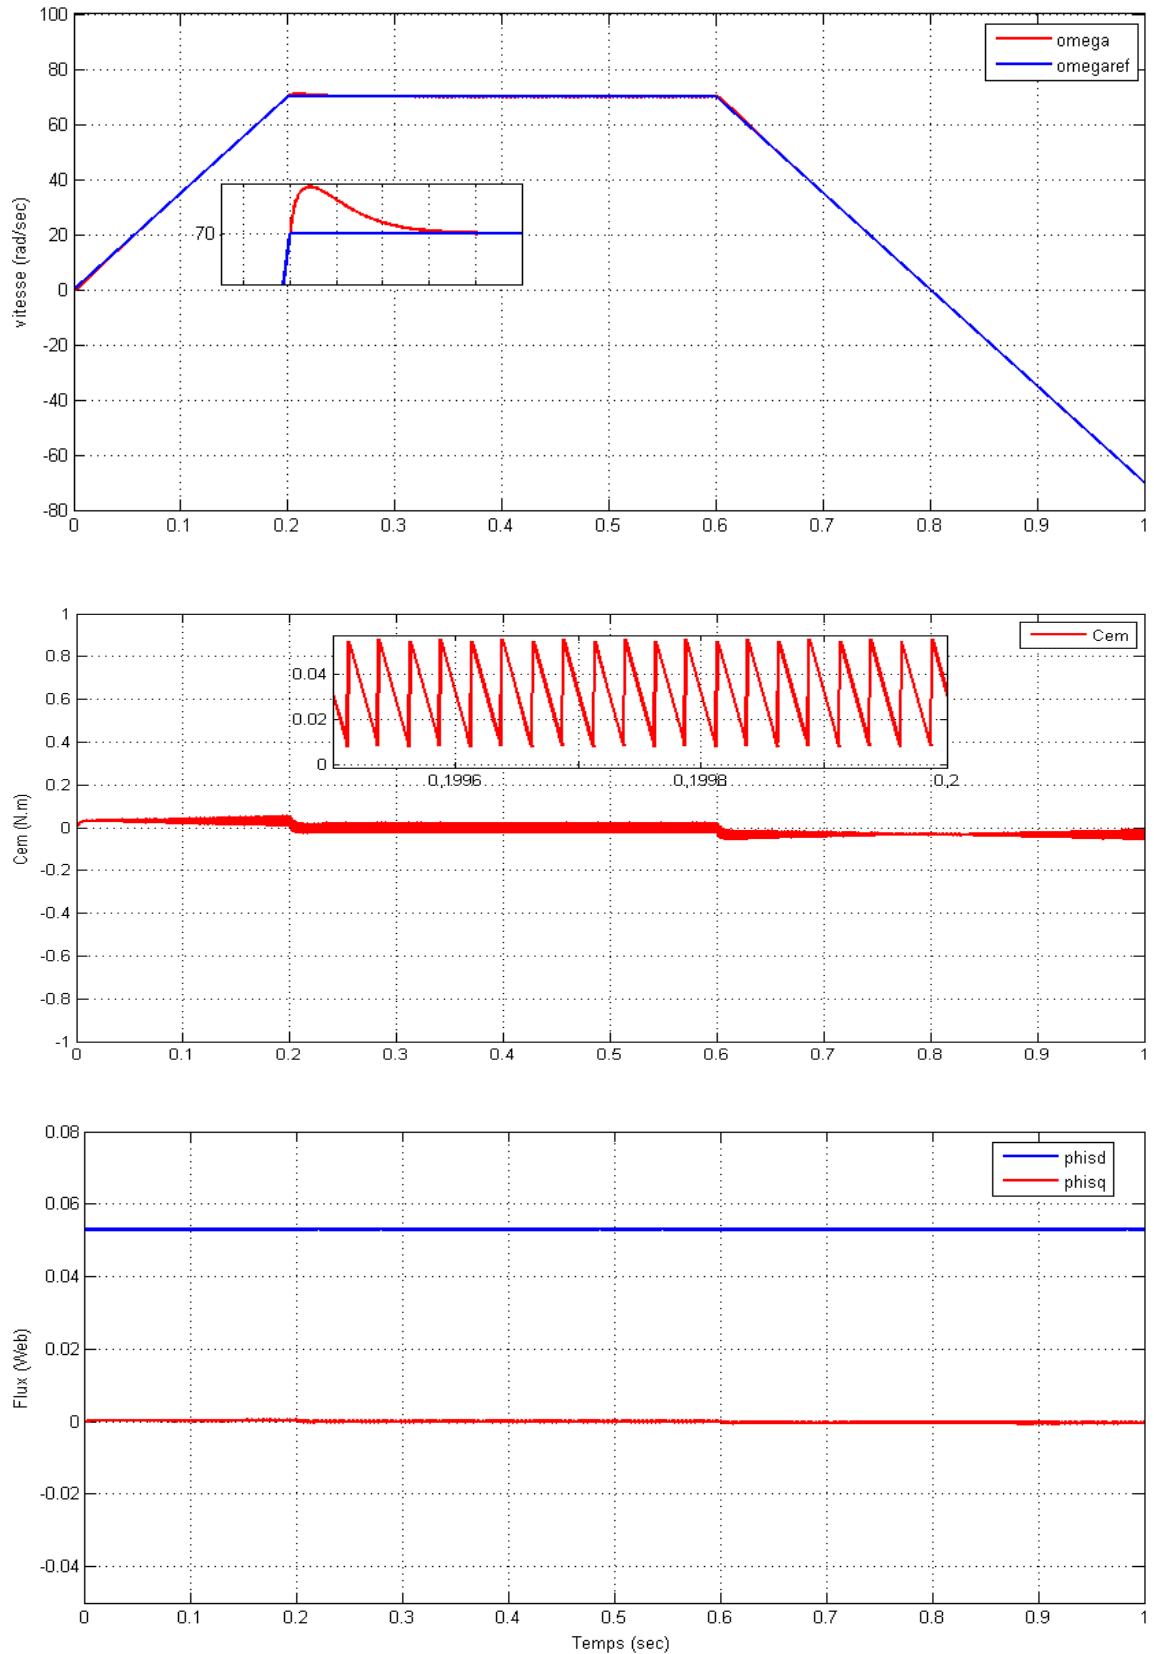 100
80
60
40
20
0
-20
-40
-60
-80
vitesse (rad/sec)
omega
omegaref
70
0 0.1 0.2 0.3 0.4 0.5 0.6 0.7 0.8 0.9 1
1
0.8
0.6
0.4
0.2
0
-0.2
-0.4
-0.6
-0.8
-1
Cem (N.m)
Cem
0.04
0.02
0
0,1996 0,1998 0,2
0 0.1 0.2 0.3 0.4 0.5 0.6 0.7 0.8 0.9 1
0.08
0.06
0.04
0.02
0
-0.02
-0.04
Flux (Web)
phisd
phisq
0 0.1 0.2 0.3 0.4 0.5 0.6 0.7 0.8 0.9 1
Temps (sec)